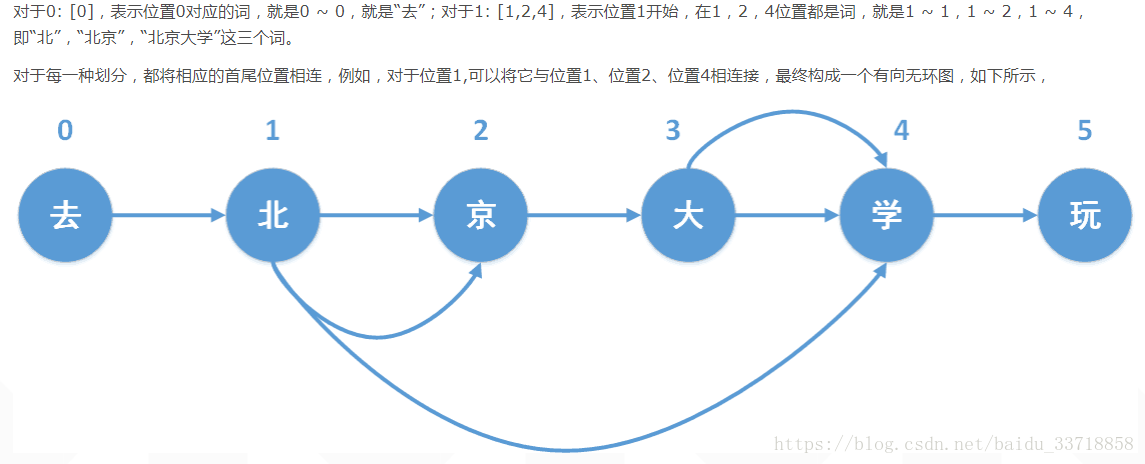 对于0: [0]，表示位置0对应的词，就是0 ~ 0，就是“去”；对于1: [1,2,4]，表示位置1开始，在1，2，4位置都是词，就是1 ~ 1，1 ~ 2，1 ~ 4，
即“北”，“北京”，“北京大学”这三个词。
对于每一种划分，都将相应的首尾位置相连，例如，对于位置1,可以将它与位置1、位置2、位置4相连接，最终构成一个有向无环图，如下所示，
0 1 2 3 4 5
去 北 京 大 学 玩
https://blog.csdn.net/baidu_33718858